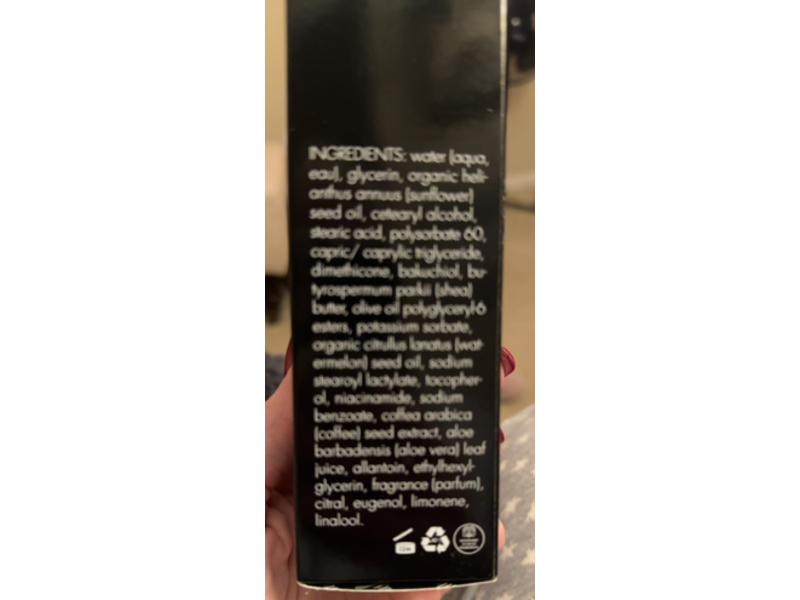 INGREDIENTS: water (aqua,
eau), glycerin, organic heli-
anthus annuus (sunflower)
seed oil, cetearyl alcohol,
stearic acid, polysorbate 60,
capric/ caprylic triglyceride,
dimethicone, bakuchiol, bu-
tyrospermum parkii (shea)
butter, olive oil polyglyceryl-6
esters, potassium sorbate,
organic citrullus lanatus (wat-
ermelon) seed oil, sodium
stearoyl lactylate, tocopher-
ol, niacinamide, sodium
benzoate, coffea arabica
(coffee) seed extract, aloe
barbadensis (aloe vera) leaf
juice, allantoin, ethylhexyl-
glycerin, fragrance (parfum),
citral, eugenol, limonene,
linalool.